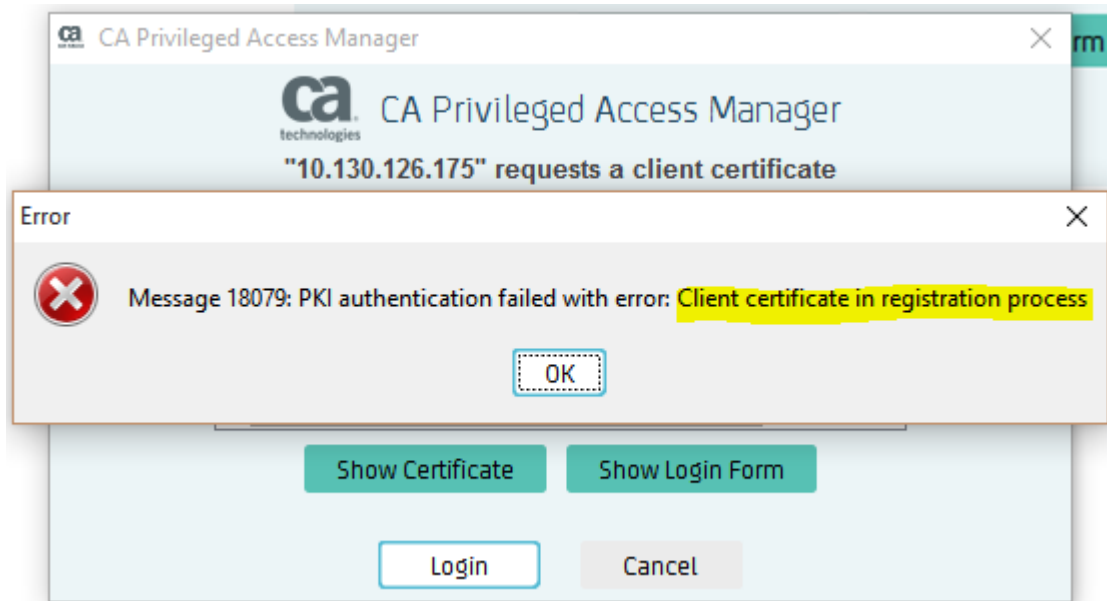 CA Privileged Access Manager
rm
ca technologies
CA Privileged Access Manager
"10.130.126.175" requests a client certificate
Error
Message 18079: PKI authentication failed with error: Client certificate in registration process
OK
Show Certificate
Show Login Form
Login
Cancel